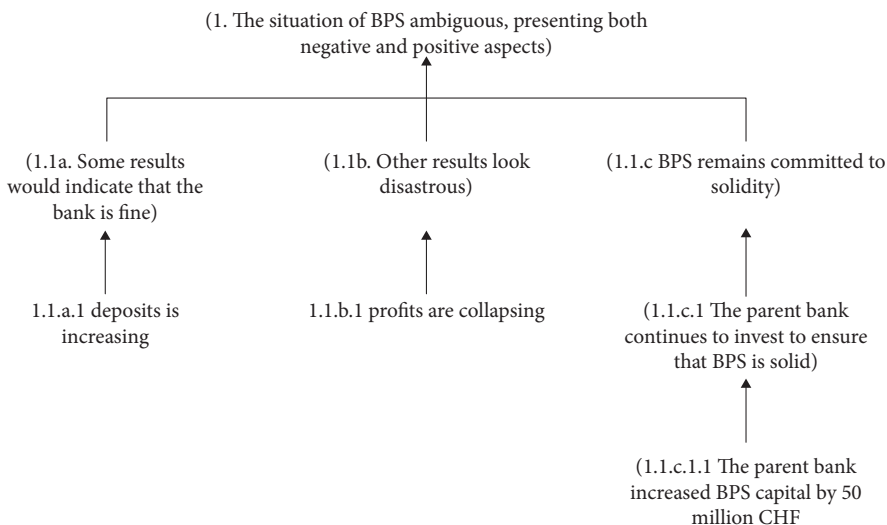 (1. The situation of BPS ambiguous, presenting both
negative and positive aspects)
(1.1a. Some results
would indicate that the
bank is fine)
(1.1b. Other results look
disastrous)
(1.1.c BPS remains committed to
solidity)
1.1.a.1 deposits is
increasing
1.1.b.1 profits are collapsing
(1.1.c.1 The parent bank
continues to invest to ensure
that BPS is solid)
(1.1.c.1.1 The parent bank
increased BPS capital by 50
million CHF